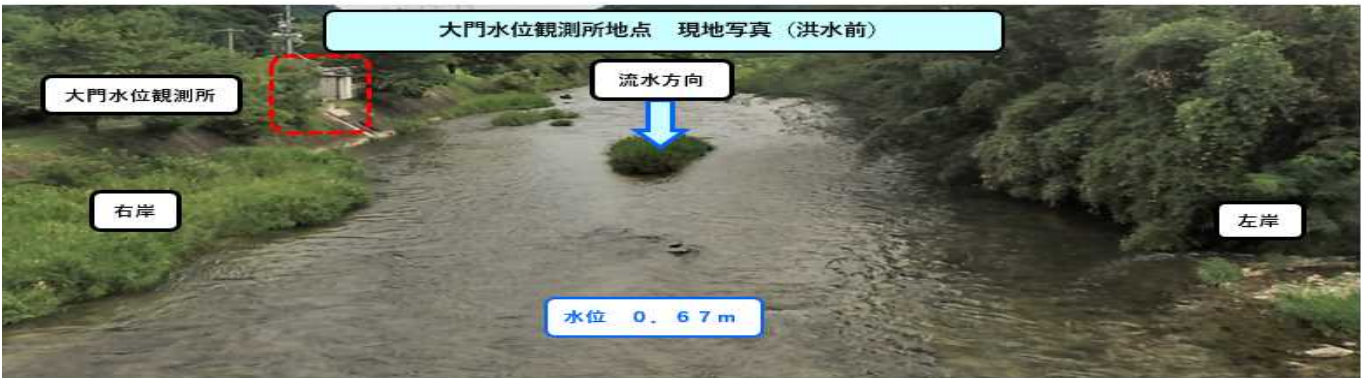 大門水位観測所地点　現地写真（洪水前）
流水方向
大門水位観測所
右岸
左岸
水位　０．６７ｍ